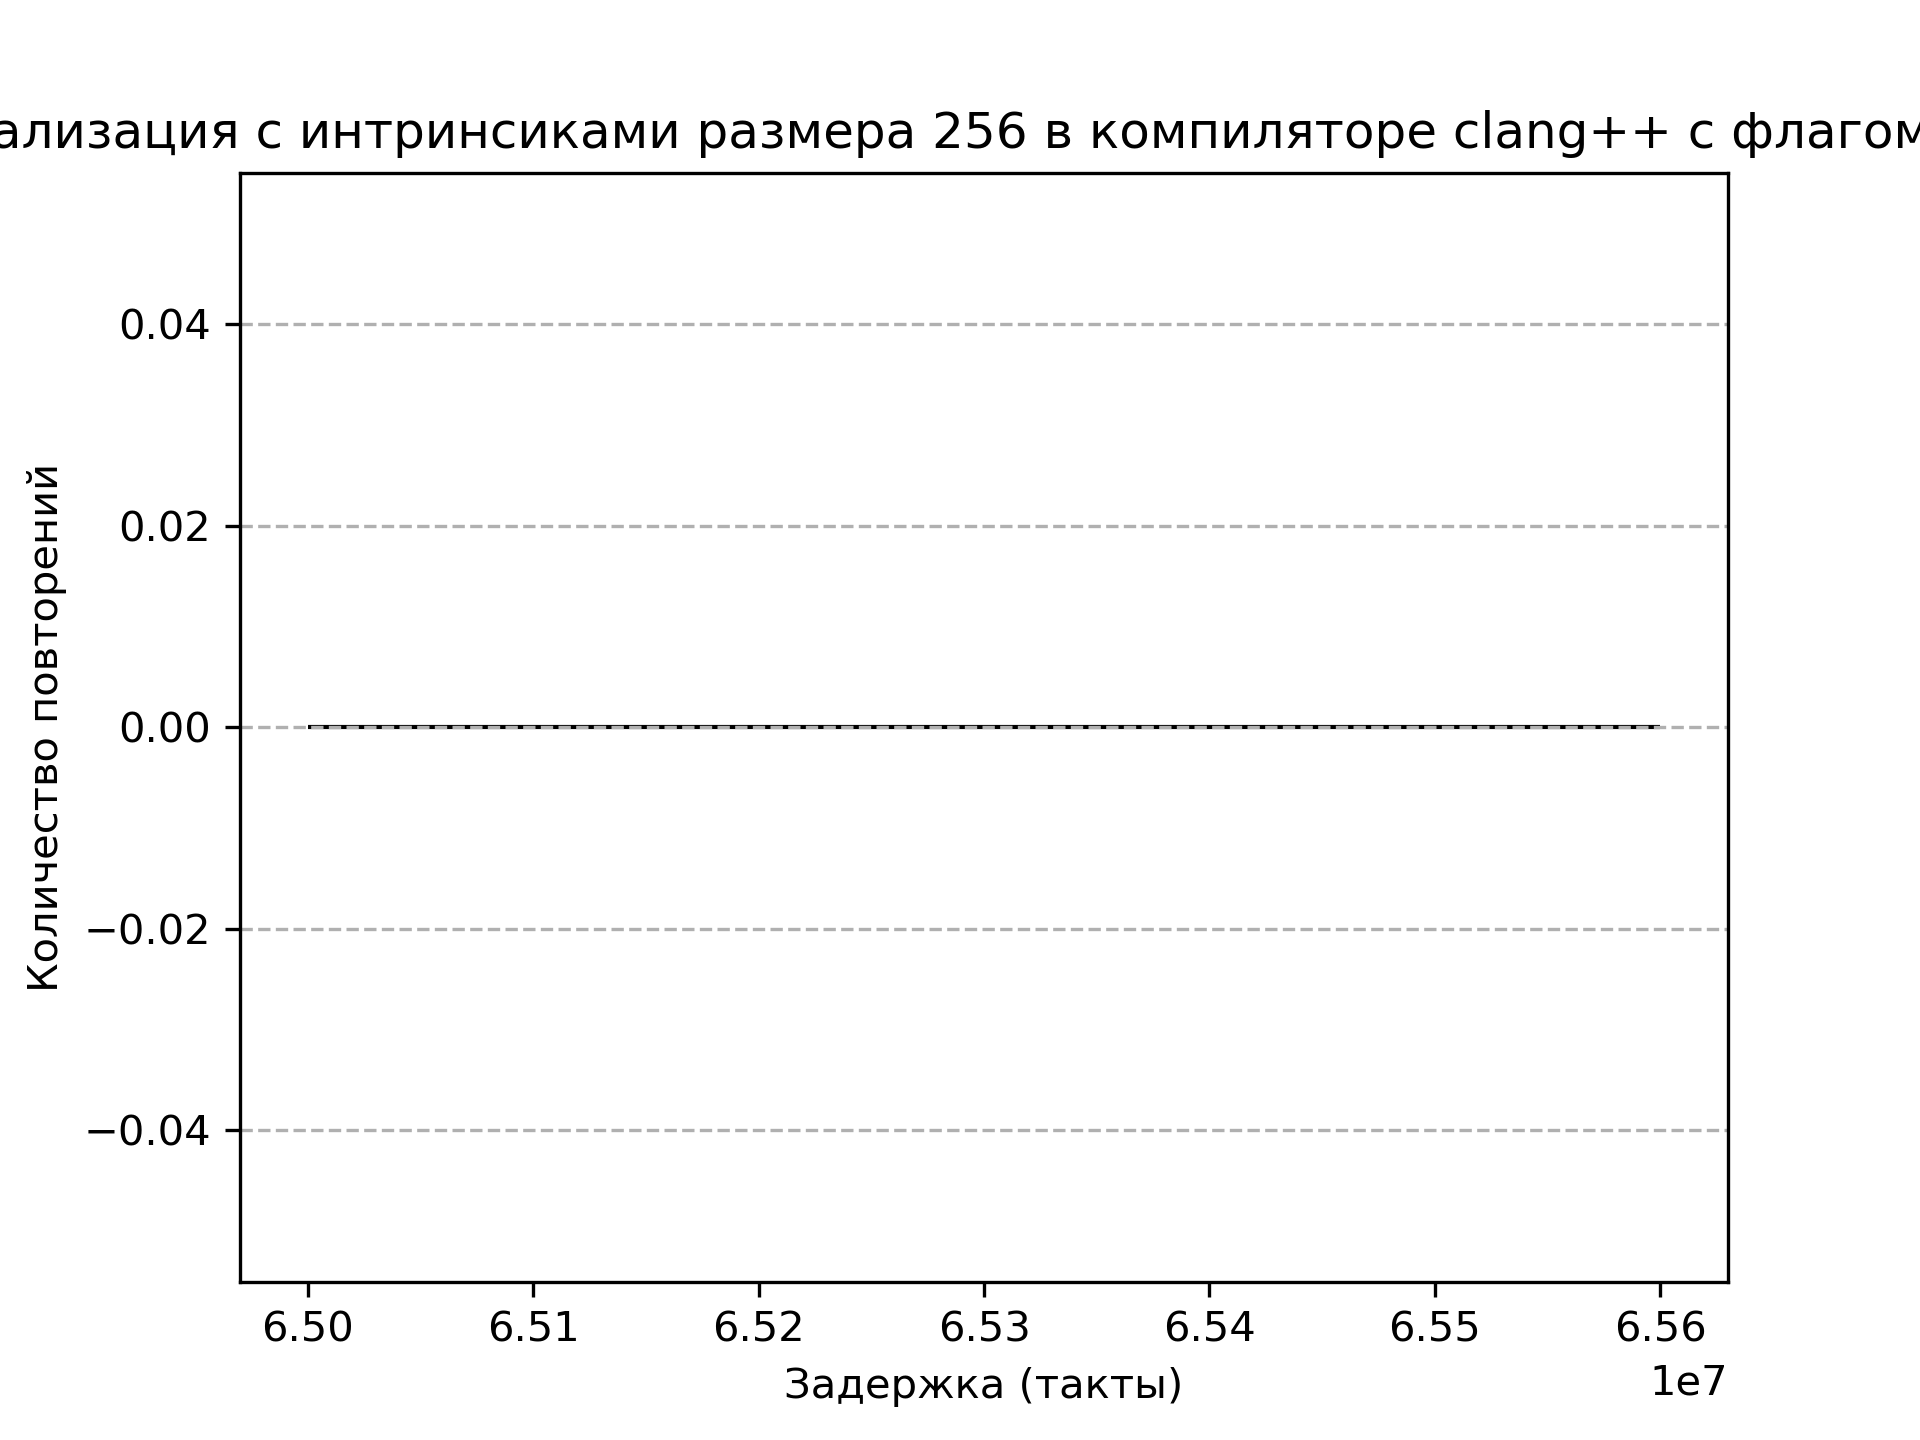 ализация с интринсиками размера 256 в компиляторе clang++ с флагом
Количество повторений
0.04
0.02
0.00
−0.02
−0.04
6.50 6.51 6.52 6.53 6.54 6.55 6.56
1e7
Задержка (такты)